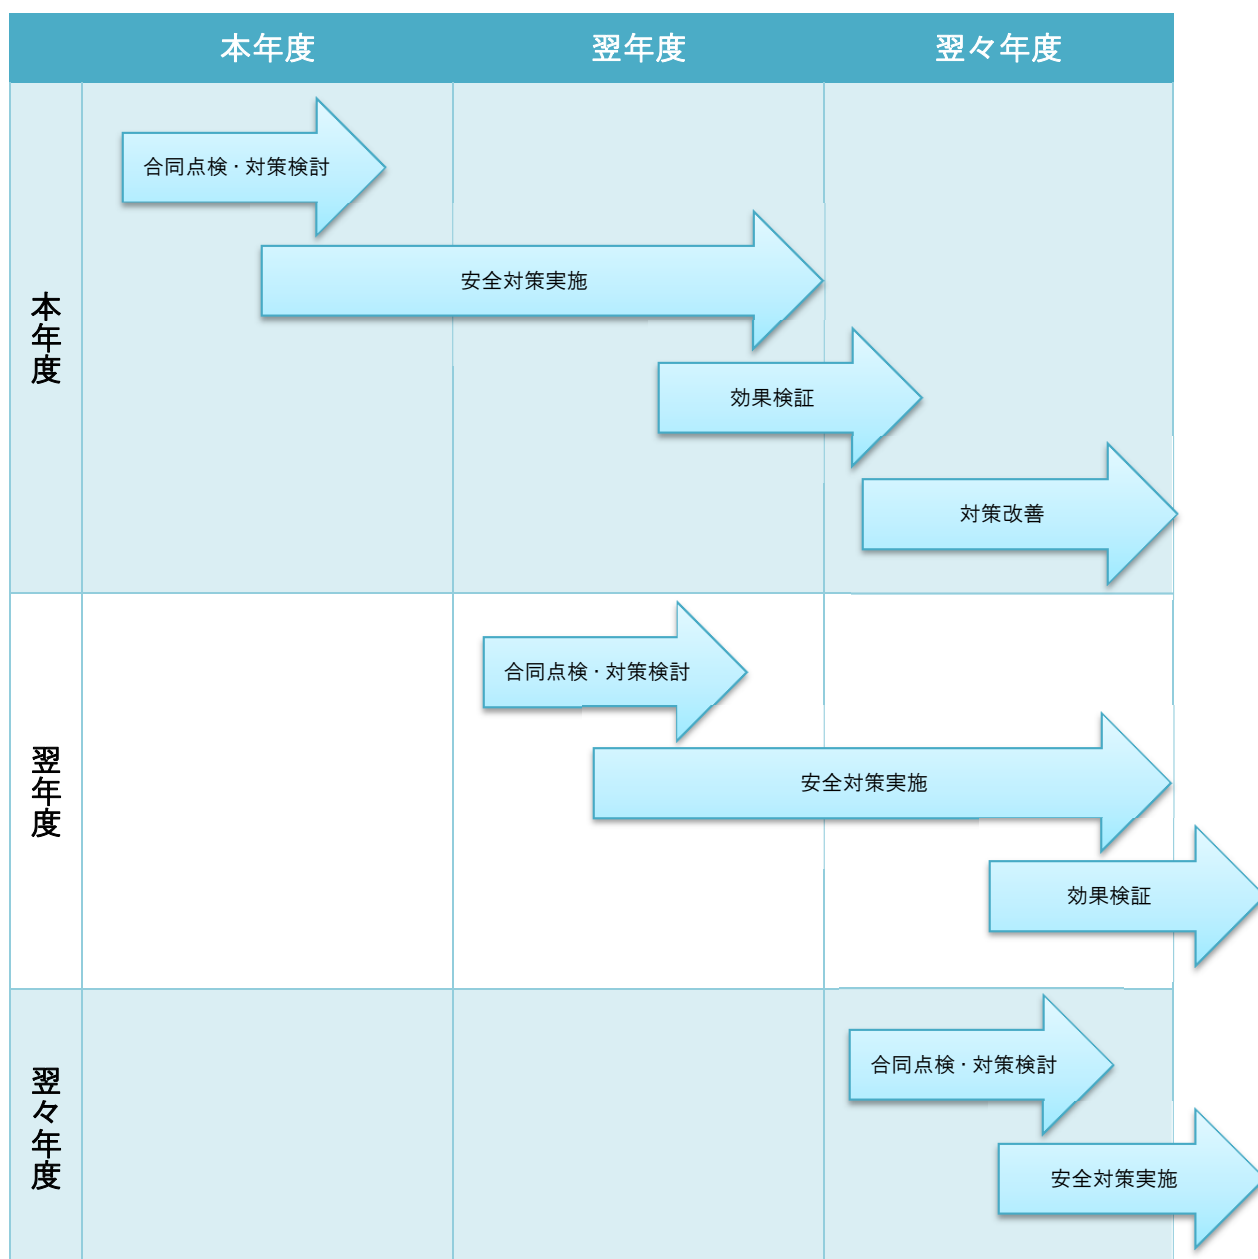 本年度 翌年度 翌々年度
本年度
合同点検・対策検討
安全対策実施
効果検証
対策改善
翌年度
合同点検・対策検討
安全対策実施
効果検証
翌々年度
合同点検・対策検討
安全対策実施